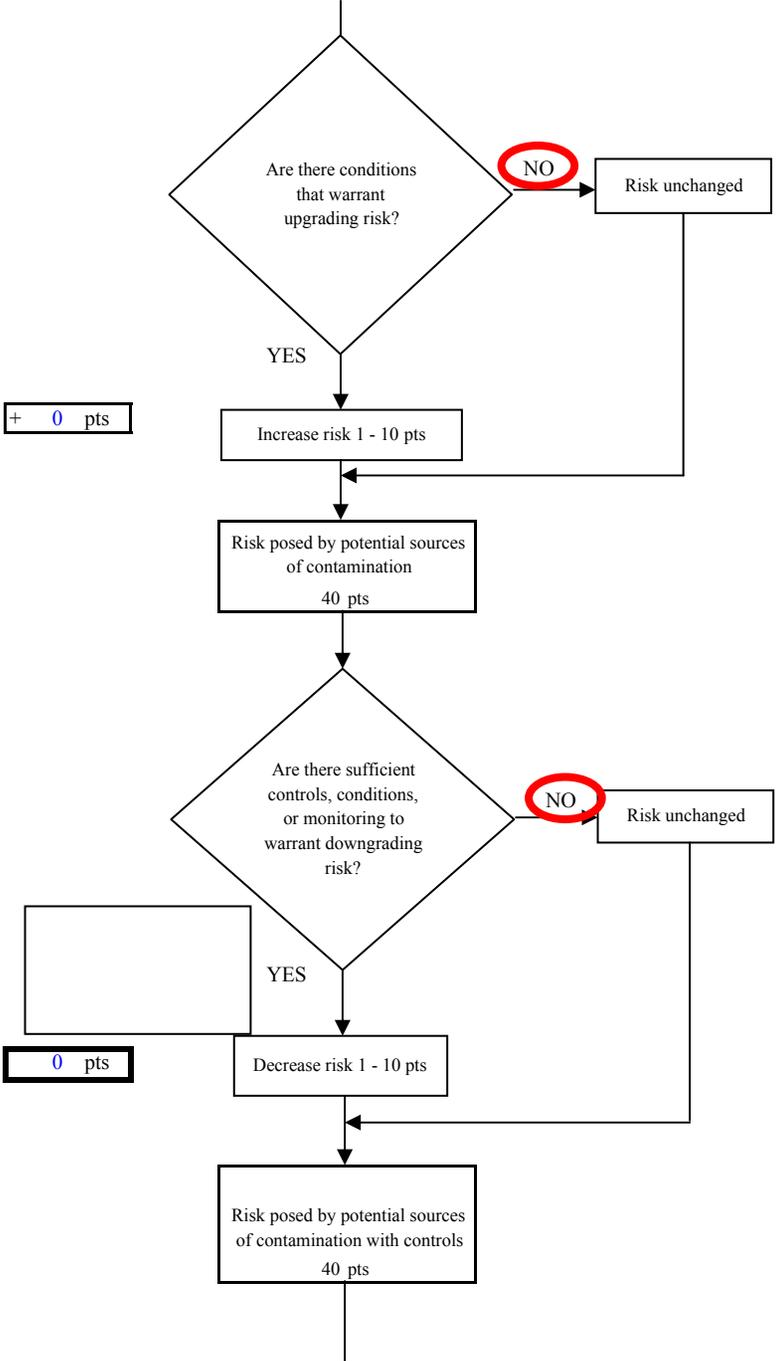 Are there conditions
that warrant
upgrading risk?
NO
Risk unchanged
YES
+ 0 pts
Increase risk 1 - 10 pts
Risk posed by potential sources
of contamination
40 pts
Are there sufficient
controls, conditions,
or monitoring to
warrant downgrading
risk?
NO
Risk unchanged
YES
0 pts
Decrease risk 1 - 10 pts
Risk posed by potential sources
of contamination with controls
40 pts